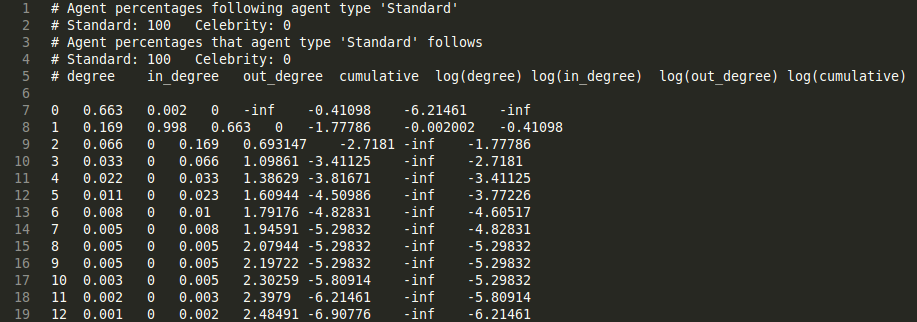 1 # Agent percentages following agent type 'Standard'
2 # Standard: 100 Celebrity: 0
3 # Agent percentages that agent type 'Standard' follows
4 # Standard: 100 Celebrity: 0
5 # degree in_degree out_degree cumulative log(degree) log(in_degree) log(out_degree) log(cumulative)
6
7 0 0.663 0.002 0 -inf -0.41098 -6.21461 -inf
8 1 0.169 0.998 0.663 0 -1.77786 -0.002002 -0.41098
9 2 0.066 0 0.169 0.693147 -2.7181 -inf -1.77786
10 3 0.033 0 0.066 1.09861 -3.41125 -inf -2.7181
11 4 0.022 0 0.033 1.38629 -3.81671 -inf -3.41125
12 5 0.011 0 0.023 1.60944 -4.50986 -inf -3.77226
13 6 0.008 0 0.01 1.79176 -4.82831 -inf -4.60517
14 7 0.005 0 0.008 1.94591 -5.29832 -inf -4.82831
15 8 0.005 0 0.005 2.07944 -5.29832 -inf -5.29832
16 9 0.005 0 0.005 2.19722 -5.29832 -inf -5.29832
17 10 0.003 0 0.005 2.30259 -5.80914 -inf -5.29832
18 11 0.002 0 0.003 2.3979 -6.21461 -inf -5.80914
19 12 0.001 0 0.002 2.48491 -6.90776 -inf -6.21461